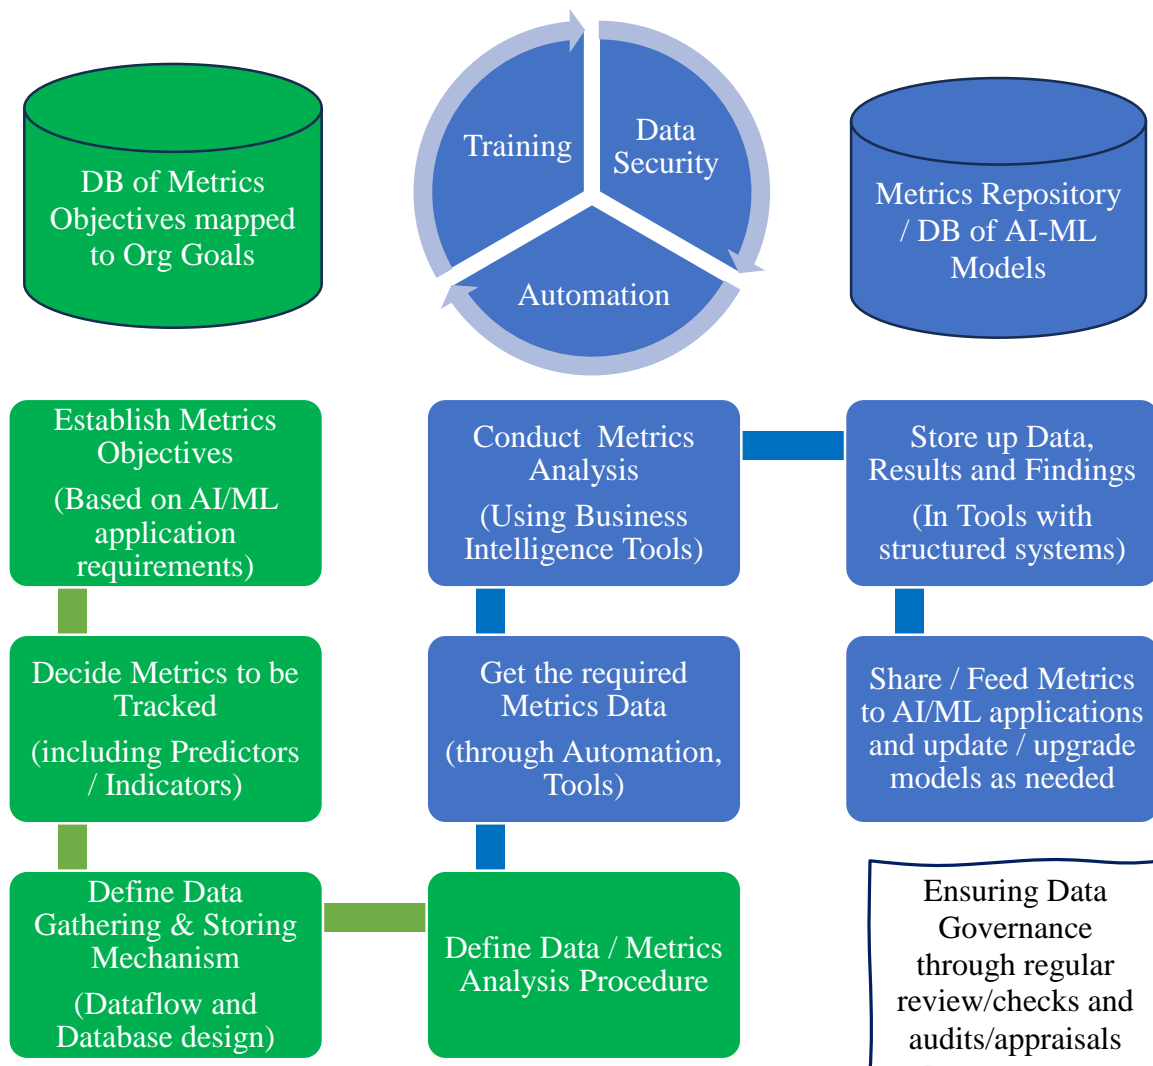 DB of Metrics
Objectives mapped
to Org Goals
Training
Data
Security
Automation
Metrics Repository
/ DB of AI-ML
Models
Establish Metrics
Objectives
(Based on AI/ML
application
requirements)
Decide Metrics to be
Tracked
(including Predictors
/ Indicators)
Define Data
Gathering & Storing
Mechanism
(Dataflow and
Database design)
Define Data / Metrics
Analysis Procedure
Get the required
Metrics Data
(through Automation,
Tools)
Conduct  Metrics
Analysis
(Using Business
Intelligence Tools)
Store up Data,
Results and Findings
(In Tools with
structured systems)
Share / Feed Metrics
to AI/ML applications
and update / upgrade
models as needed
Ensuring Data
Governance
through regular
review/checks and
audits/appraisals